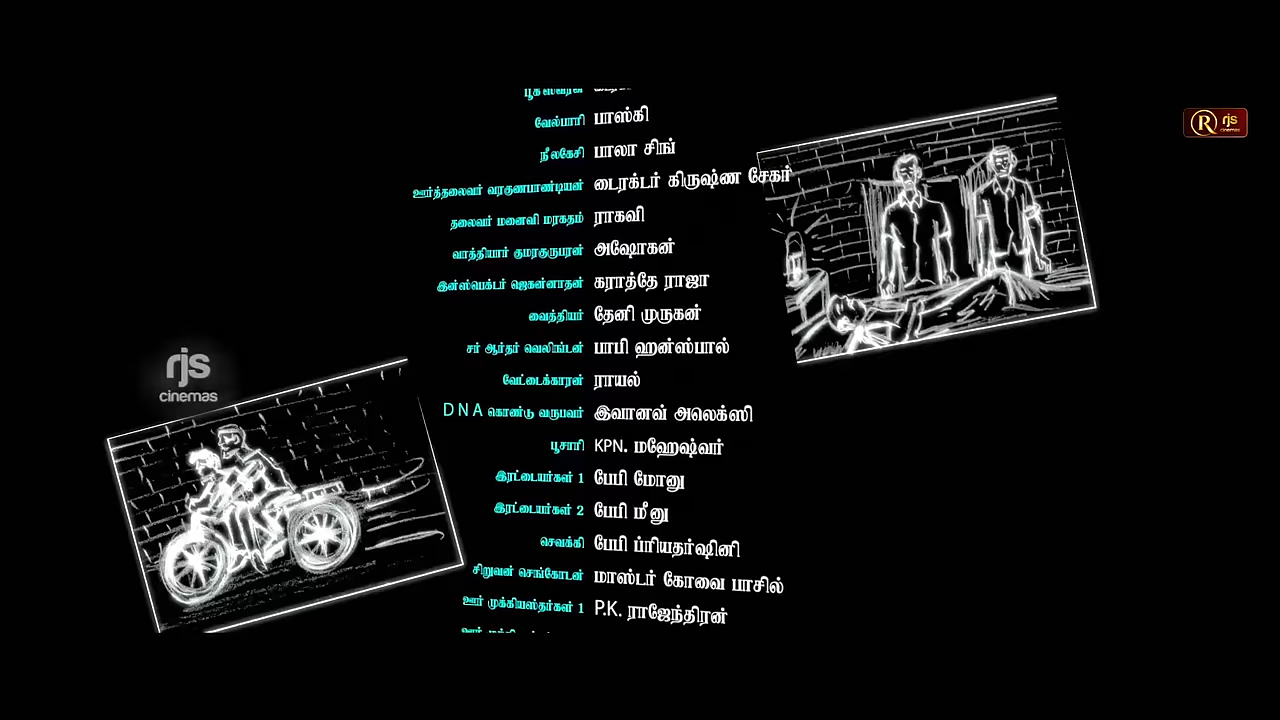 வேல்பாரி பாஸ்கி
நீலகேசி பாலா சிங்
ஊர்த்தலைவர் வரகுணபாண்டியன் டைரக்டர் கிருஷ்ண சேகர்
தலைவர் மனைவி மரகதம் ராகவி
வாத்தியார் குமரகுருபரன் அஷோகன்
இன்ஸ்பெக்டர் ஜெகன்னாதன் கராத்தே ராஜா
வைத்தியர் தேனி முருகன்
சர் ஆர்தர் வெலிங்டன் பாபி ஹன்ஸ்பால்
வேட்டைக்காரன் ராயல்
DNA கொண்டு வருபவர் இவானவ் அலெக்ஸி
பூசாரி KPN. மஹேஷ்வர்
இரட்டையர்கள் 1 பேபி மோனு
இரட்டையர்கள் 2 பேபி மீனு
செவக்கி பேபி ப்ரியதர்ஷினி
சிறுவன் செங்கோடன் மாஸ்டர் கோவை பாசில்
ஊர் முக்கியஸ்தர்கள் 1 P.K. ராஜேந்திரன்
rjs
cinemas
R rjs
cinemas